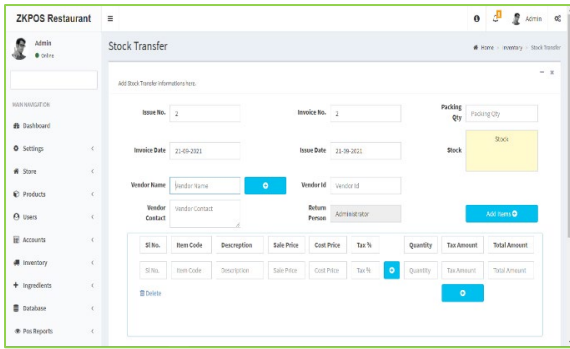 ZKPOS Restaurant
Admin
Admin
Online
Stock Transfer
Home - Inventory - Stock Transfer
Add Stock Transfer informations here.
MAIN NAVIGATION
Dashboard
Settings
Store
Products
Users
Accounts
Inventory
Ingredients
Database
Pos Reports
Issue No. 2 Invoice No. 2 Packing Qty Packing Qty
Invoice Date 21-09-2021 Issue Date 21-09-2021 Stock Stock
Vendor Name Vendor Name Vendor Id Vendor Id
Vendor Contact Vendor Contact Return Person Administrator Add Items
Sl No. Item Code Descreption Sale Price Cost Price Tax % Quantity Tax Amount Total Amount
Sl No. Item Code Description Sale Price Cost Price Tax % Quantity Tax Amount Total Amount
Delete